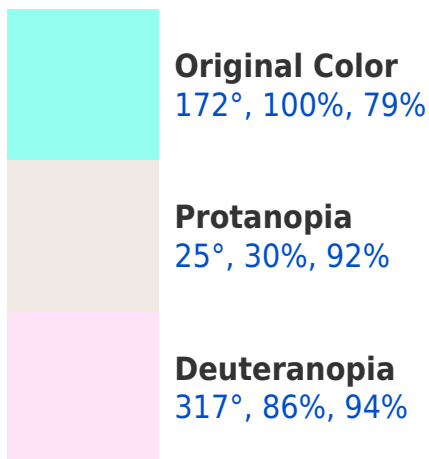 Original Color
172°, 100%, 79%
Protanopia
25°, 30%, 92%
Deuteranopia
317°, 86%, 94%